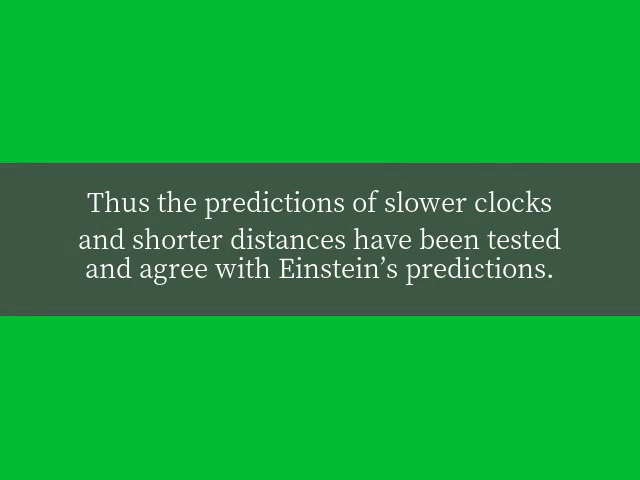 Thus the predictions of slower clocks
and shorter distances have been tested
and agree with Einstein’s predictions.